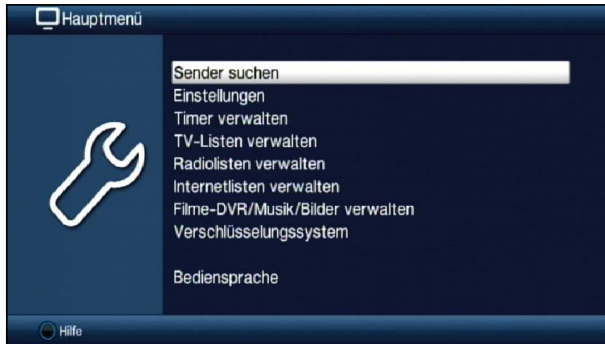 Hauptmenü
Sender suchen
Einstellungen
Timer verwalten
TV-Listen verwalten
Radiolisten verwalten
Internetlisten verwalten
Filme-DVR/Musik/Bilder verwalten
Verschlüsselungssystem
Bediensprache
Hilfe